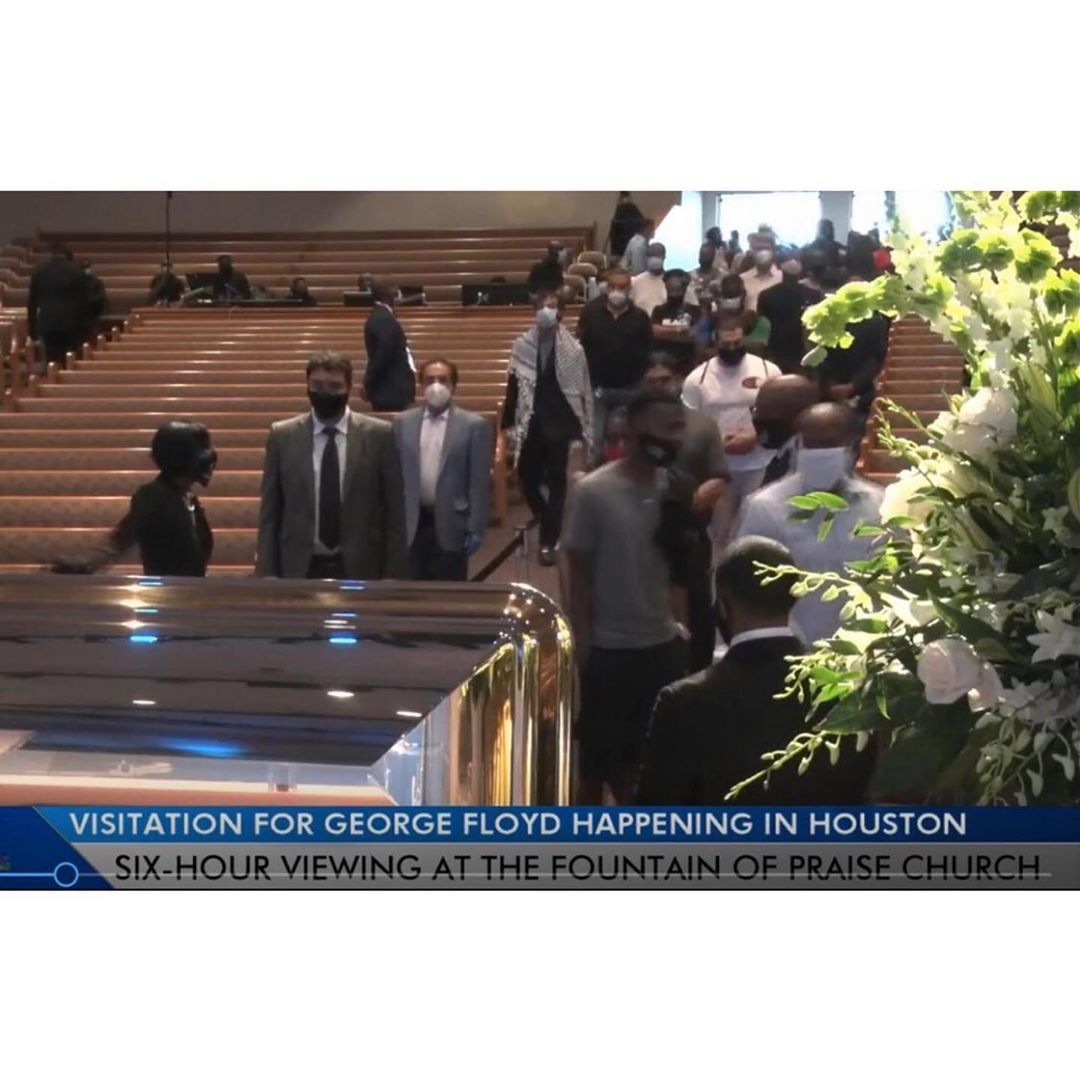 VISITATION FOR GEORGE FLOYD HAPPENING IN HOUSTON
SIX-HOUR VIEWING AT THE FOUNTAIN OF PRAISE CHURCH